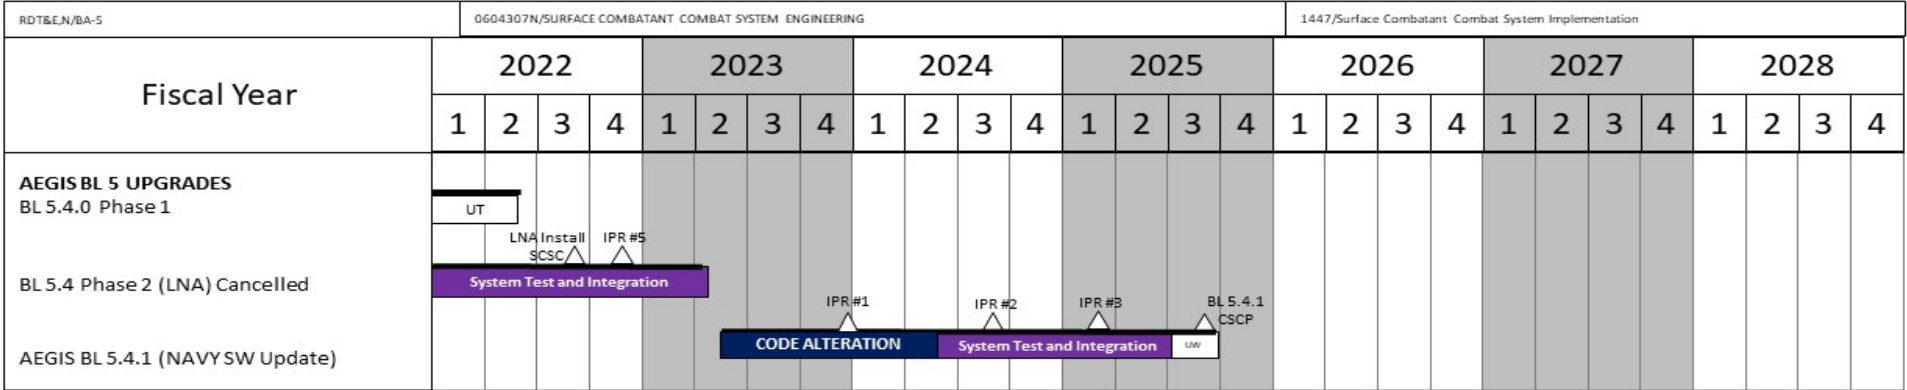 RDT&E,N/BA-5 0604307N/SURFACE COMBATANT COMBAT SYSTEM ENGINEERING 1447/Surface Combatant Combat System Implementation
Fiscal Year 2022 2023 2024 2025 2026 2027 2028
1 2 3 4 1 2 3 4 1 2 3 4 1 2 3 4 1 2 3 4 1 2 3 4 1 2 3 4
AEGIS BL 5 UPGRADES
BL 5.4.0 Phase 1 UT
LNA Install IPR #5
SCSC
BL 5.4 Phase 2 (LNA) Cancelled System Test and Integration
IPR #1 IPR #2 IPR #3 BL 5.4.1
CSCP
AEGIS BL 5.4.1 (NAVY SW Update) CODE ALTERATION System Test and Integration UW